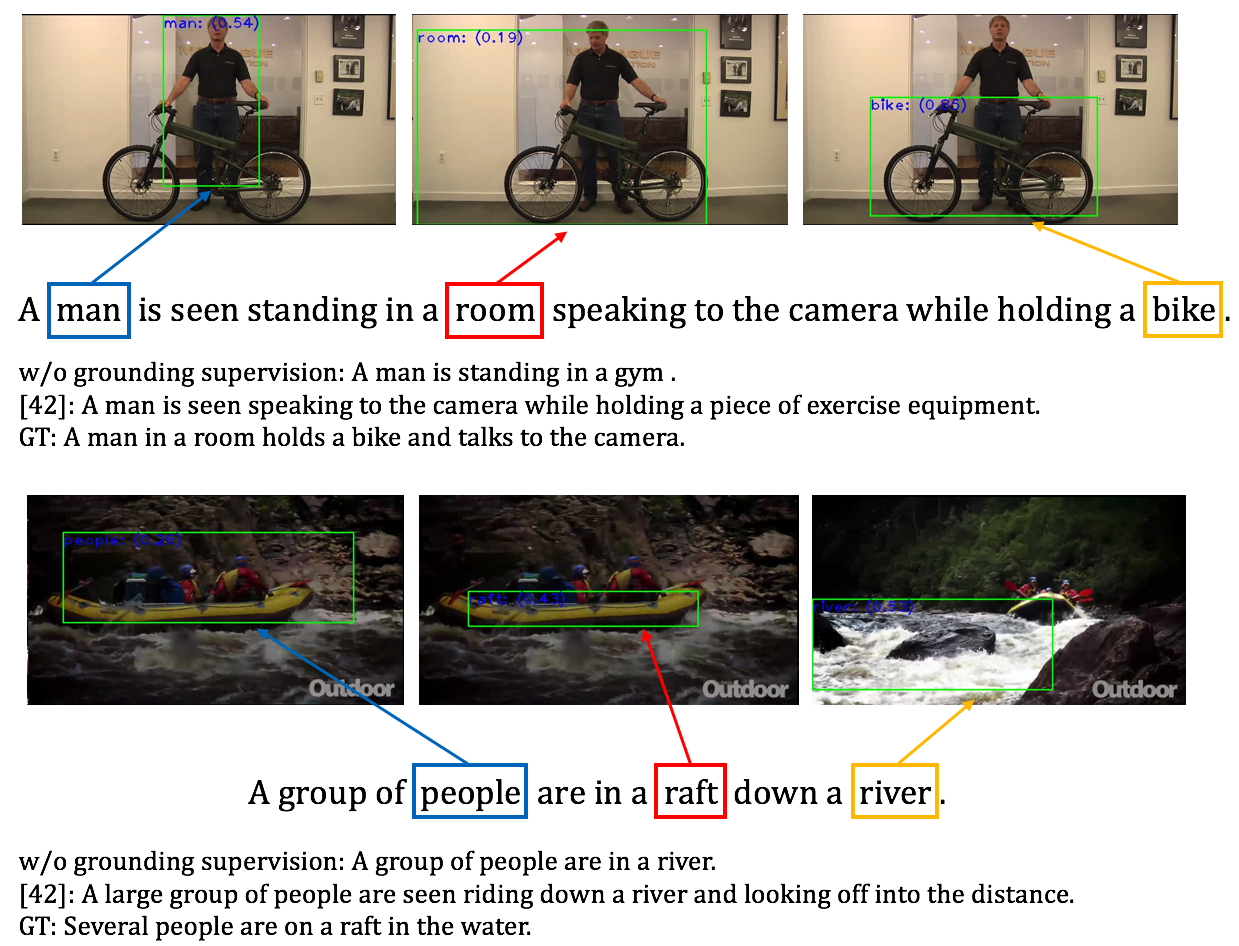 man: (0.54)
room: (0.19)
bike: (0.85)
A man is seen standing in a room speaking to the camera while holding a bike.
w/o grounding supervision: A man is standing in a gym .
[42]: A man is seen speaking to the camera while holding a piece of exercise equipment.
GT: A man in a room holds a bike and talks to the camera.
people: (0.26)
raft: (0.43)
river: (0.53)
Outdoor
Outdoor
Outdoor
A group of people are in a raft down a river.
w/o grounding supervision: A group of people are in a river.
[42]: A large group of people are seen riding down a river and looking off into the distance.
GT: Several people are on a raft in the water.